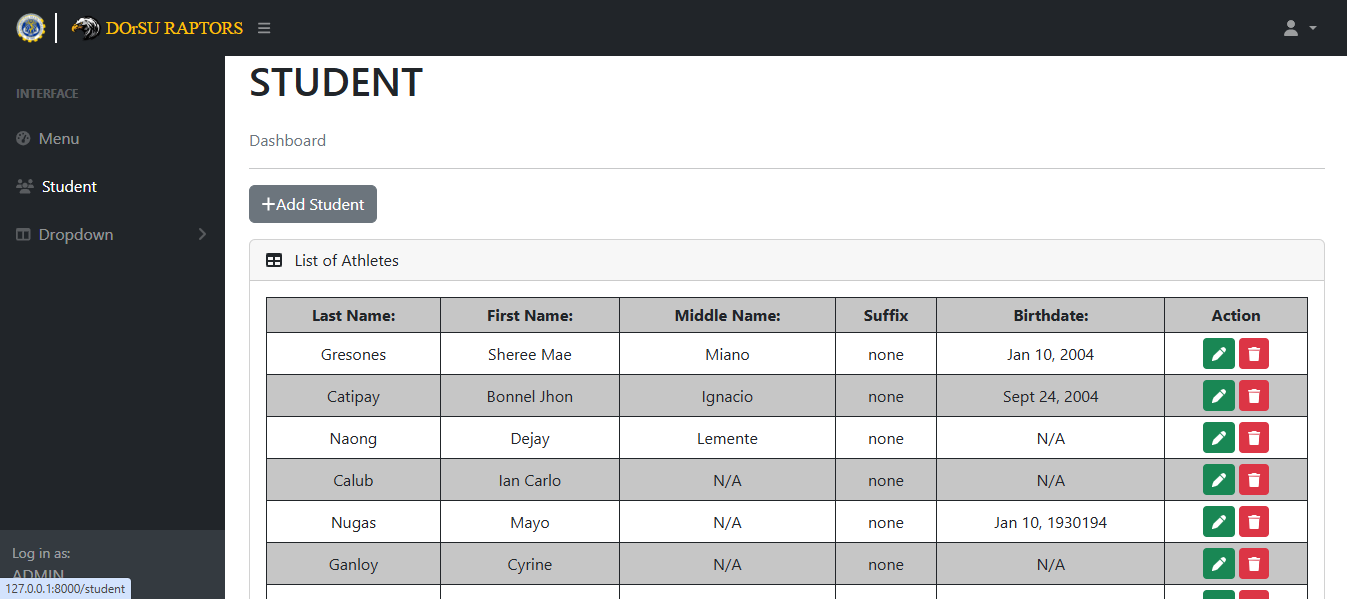 DOrSU RAPTORS
INTERFACE
Menu
Student
Dropdown
Log in as:
ADMIN
127.0.0.1:8000/student
STUDENT
Dashboard
+Add Student
List of Athletes
Last Name: First Name: Middle Name: Suffix Birthdate: Action
Gresones Sheree Mae Miano none Jan 10, 2004
Catipay Bonnel Jhon Ignacio none Sept 24, 2004
Naong Dejay Lemente none N/A
Calub Ian Carlo N/A none N/A
Nugas Mayo N/A none Jan 10, 1930194
Ganloy Cyrine N/A none N/A